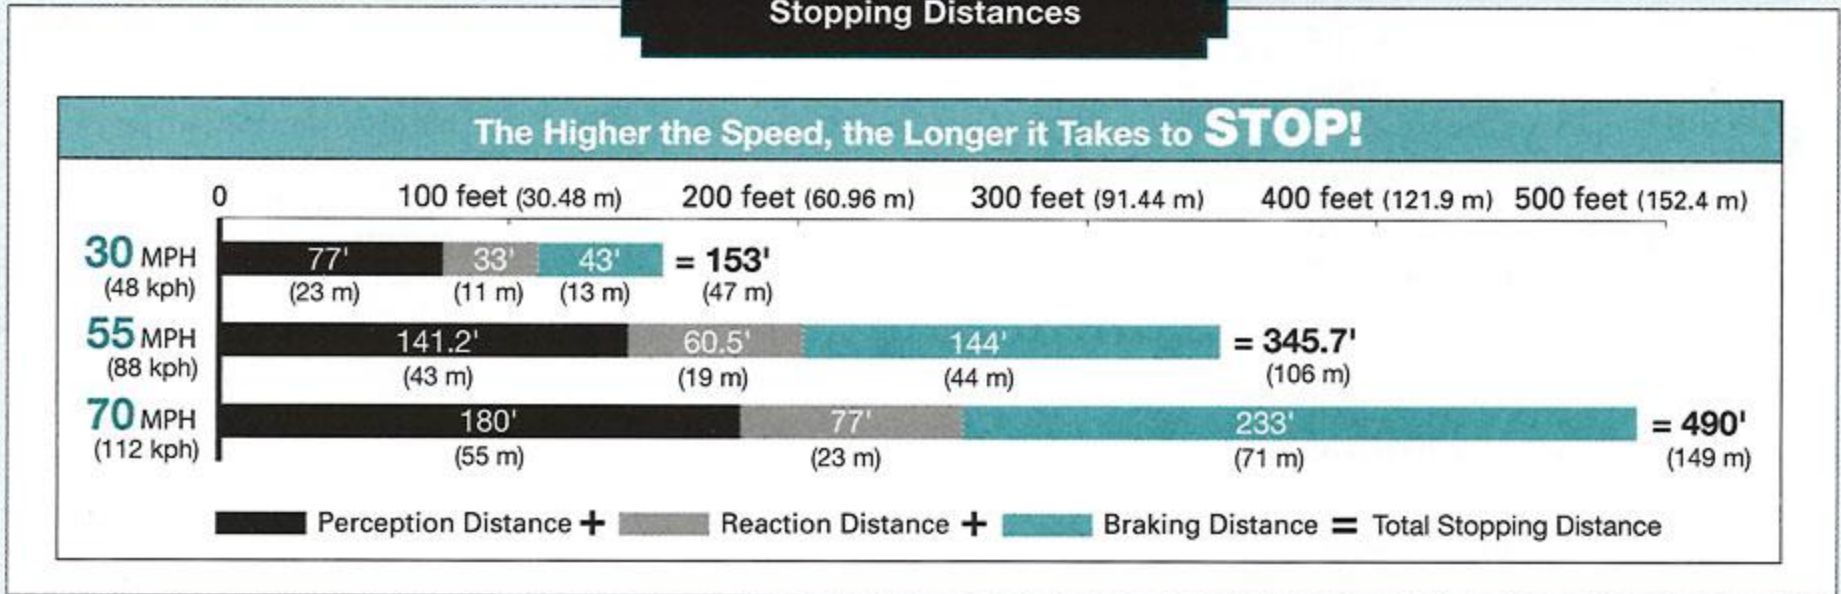 Stopping Distances
The Higher the Speed, the Longer it Takes to STOP!
0 100 feet (30.48 m) 200 feet (60.96 m) 300 feet (91.44 m) 400 feet (121.9 m) 500 feet (152.4 m)
30 MPH 77' 33' 43' = 153'
(48 kph) (23 m) (11 m) (13 m) (47 m)
55 MPH 141.2' 60.5' 144' = 345.7'
(88 kph) (43 m) (19 m) (44 m) (106 m)
70 MPH 180' 77' 233' = 490'
(112 kph) (55 m) (23 m) (71 m) (149 m)
Perception Distance + Reaction Distance + Braking Distance = Total Stopping Distance